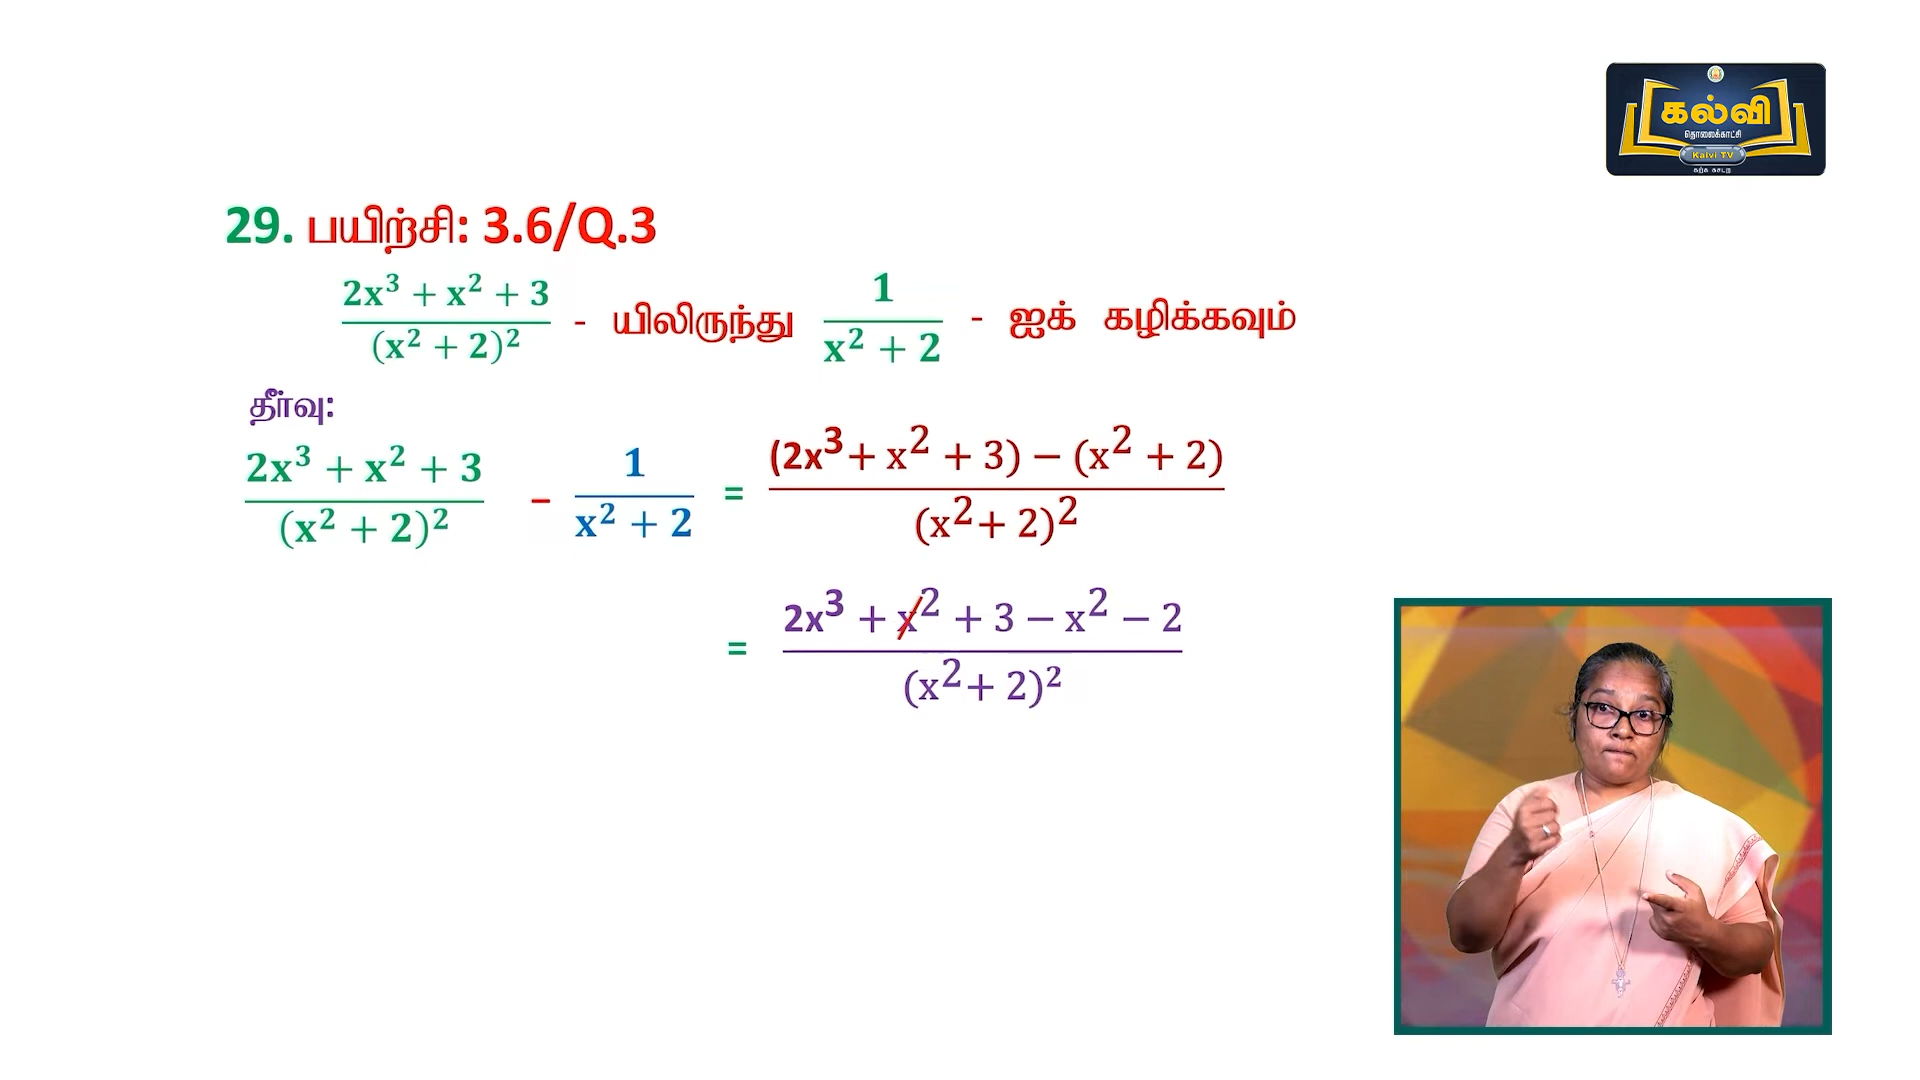 கல்வி
தொலைக்காட்சி
Kalvi TV
கற்க கசடற
29. பயிற்சி: 3.6/Q.3
(2x³ + x² + 3)/(x² + 2)² - யிலிருந்து 1/(x² + 2) - ஐக் கழிக்கவும்
தீர்வு:
(2x³ + x² + 3)/(x² + 2)² – 1/(x² + 2) = ((2x³+ x² + 3) − (x² + 2))/(x²+ 2)²
= (2x³ + x² + 3 − x² − 2)/(x²+ 2)²